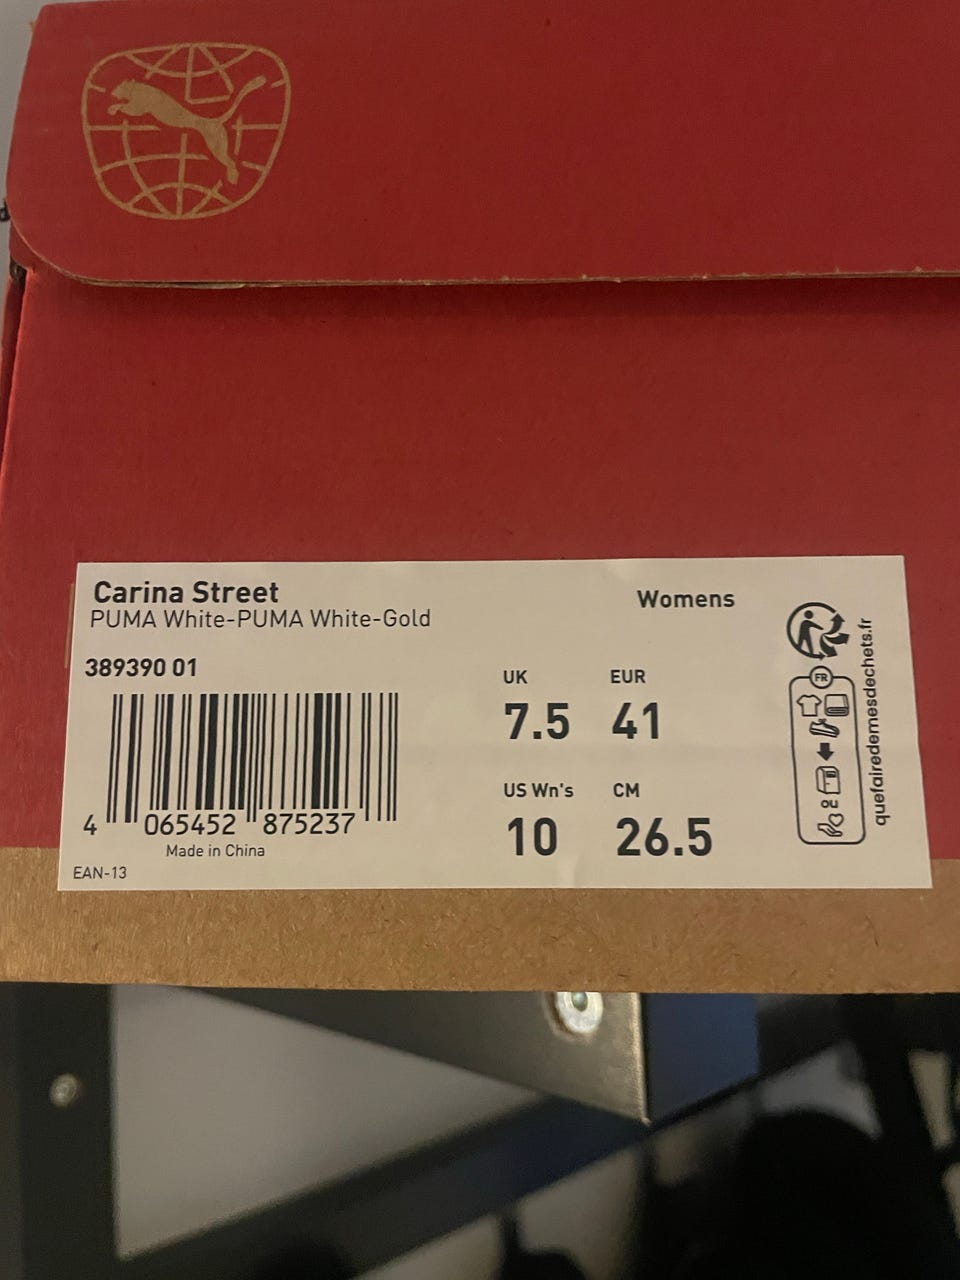 Carina Street
PUMA White-PUMA White-Gold
Womens
389390 01
UK EUR
7.5 41
US Wn's CM
10 26.5
4 065452 875237
Made in China
EAN-13
FR
OU
quefairedemesdechets.fr